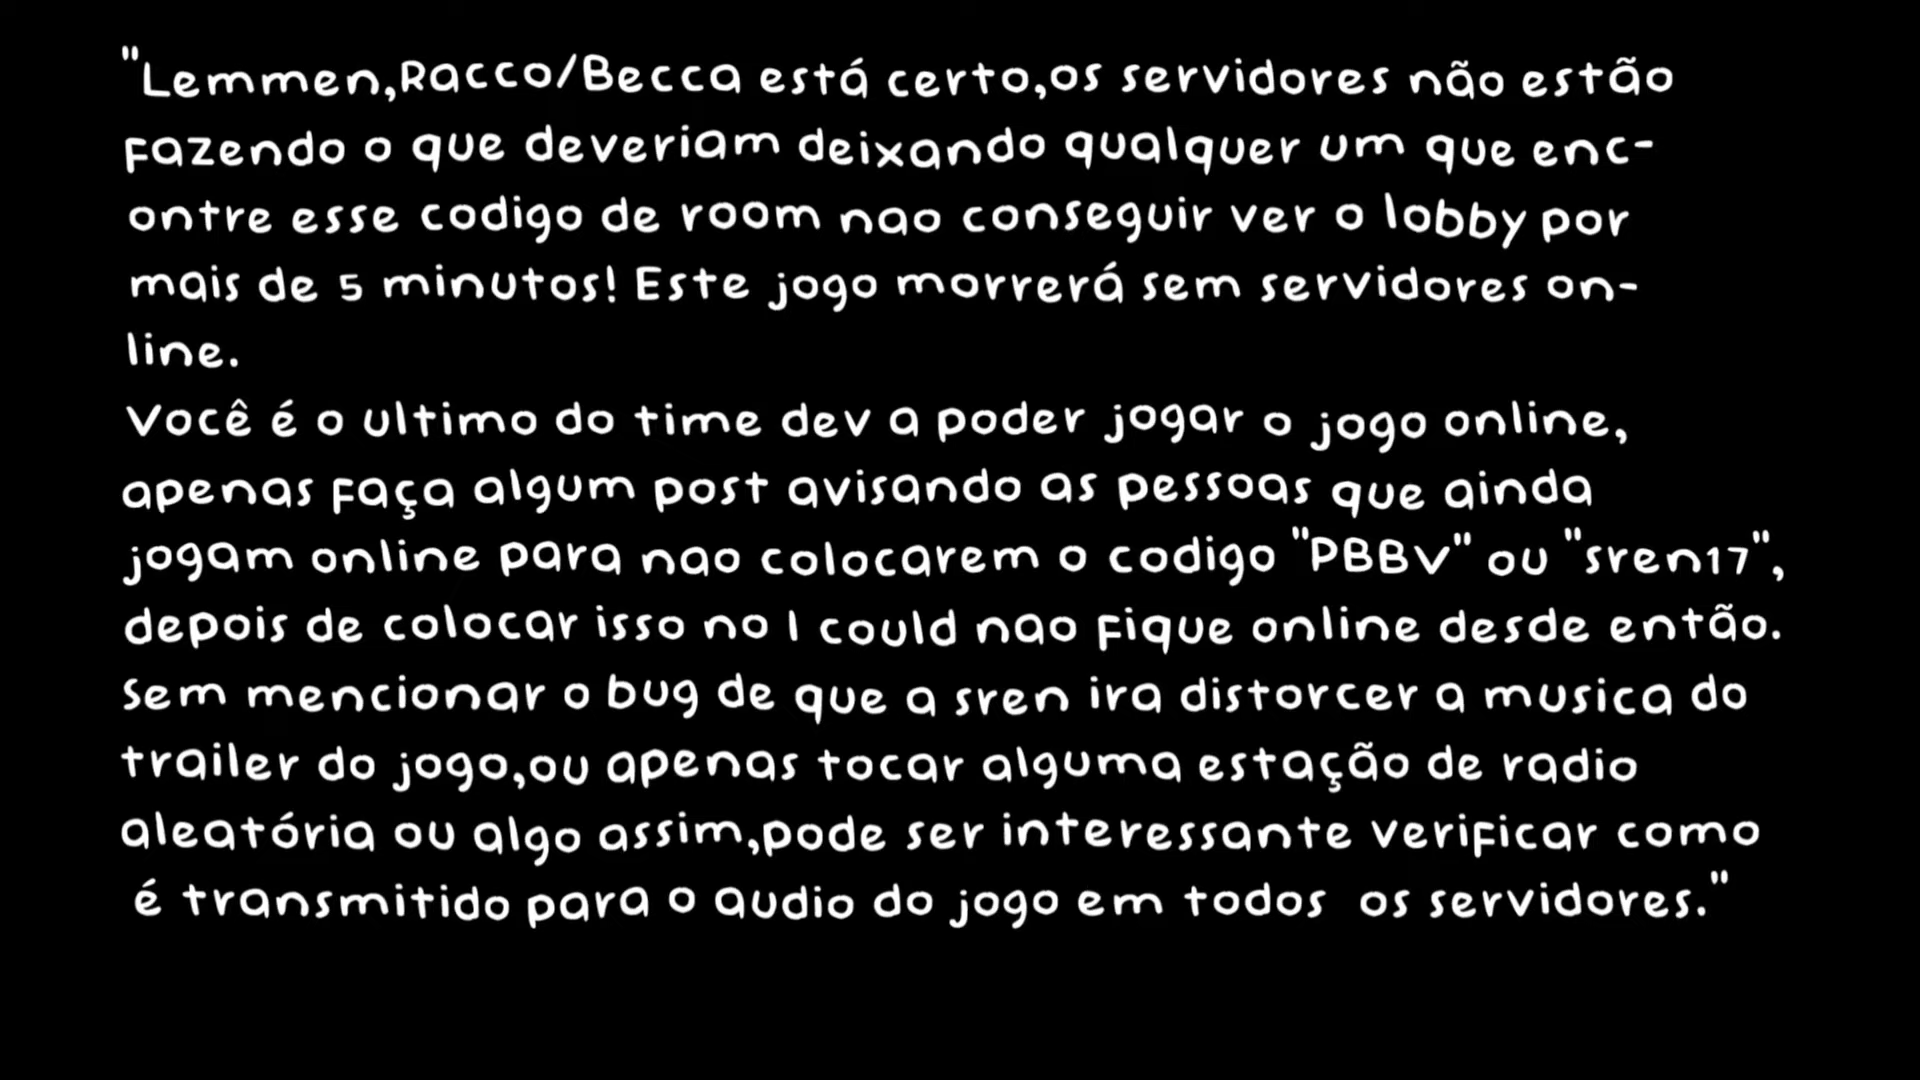 "Lemmen,Racco/Becca está certo,os servidores não estão
fazendo o que deveriam deixando qualquer um que enc-
ontre esse codigo de room nao conseguir ver o lobby por
mais de 5 minutos! Este jogo morrerá sem servidores on-
line.
Você é o ultimo do time dev a poder jogar o jogo online,
apenas faça algum post avisando as pessoas que ainda
jogam online para nao colocarem o codigo "PBBV" ou "sren17",
depois de colocar isso no I could nao fique online desde então.
Sem mencionar o bug de que a sren ira distorcer a musica do
trailer do jogo,ou apenas tocar alguma estação de radio
aleatória ou algo assim,pode ser interessante verificar como
é transmitido para o audio do jogo em todos os servidores."